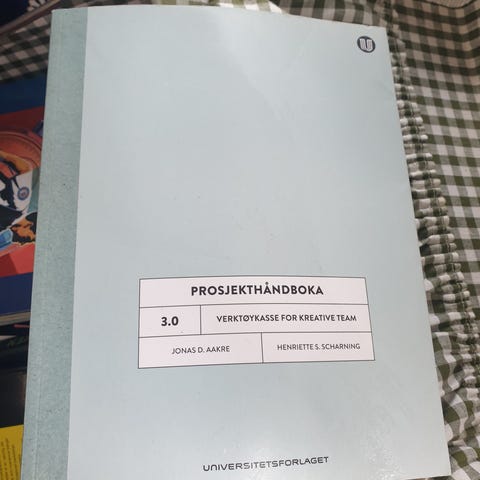 PROSJEKTHÅNDBOKA
3.0
VERKTØYKASSE FOR KREATIVE TEAM
JONAS D. AAKRE
HENRIETTE S. SCHARNING
UNIVERSITETSFORLAGET